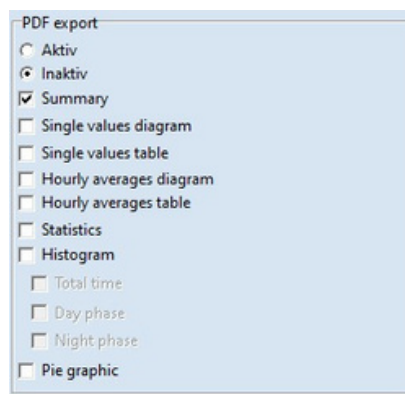 PDF export
Aktiv
Inaktiv
Summary
Single values diagram
Single values table
Hourly averages diagram
Hourly averages table
Statistics
Histogram
Total time
Day phase
Night phase
Pie graphic